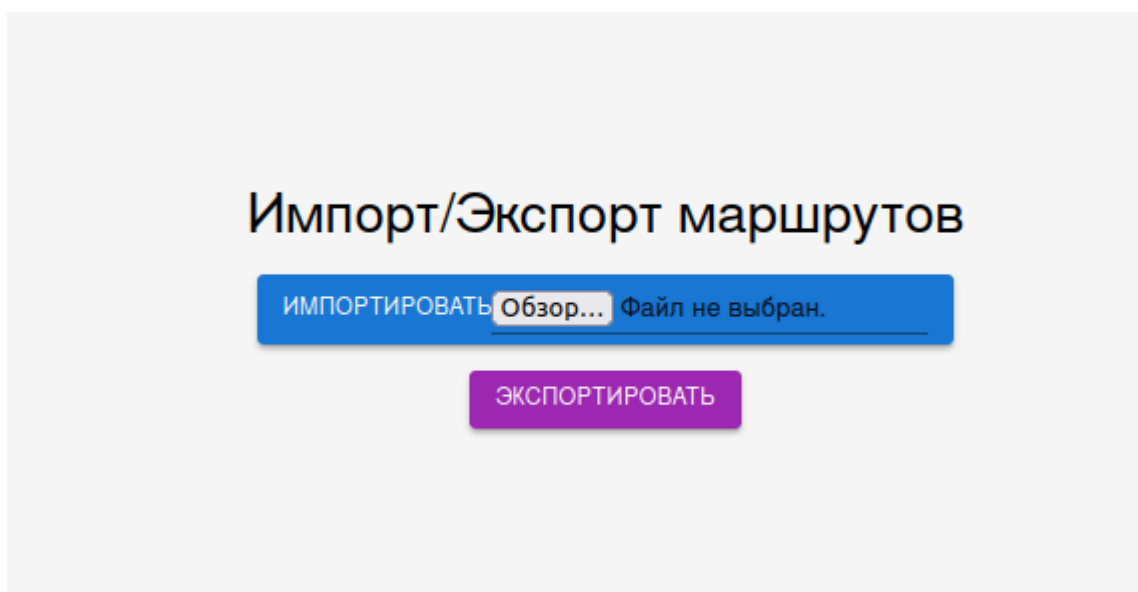 Импорт/Экспорт маршрутов
ИМПОРТИРОВАТЬ Обзор... Файл не выбран.
ЭКСПОРТИРОВАТЬ